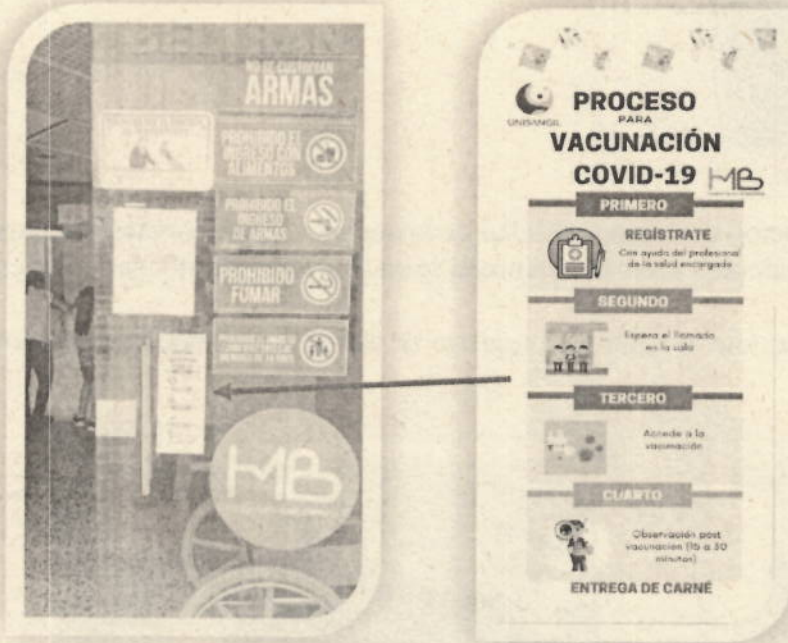 NO SE CUSTODIAN
ARMAS
PROHIBIDO EL
INGRESO CON
ALIMENTOS
PROHIBIDO EL
INGRESO
DE ARMAS
PROHIBIDO
FUMAR
MB
UNISANGIL
PROCESO
PARA
VACUNACIÓN
COVID-19
MB
PRIMERO
REGÍSTRATE
Con ayuda del profesional
de la salud encargado
SEGUNDO
Espera el llamado
en la sala
TERCERO
Accede a la
vacunación
CUARTO
Observación post
vacunación (15 a 30
minutos)
ENTREGA DE CARNÉ